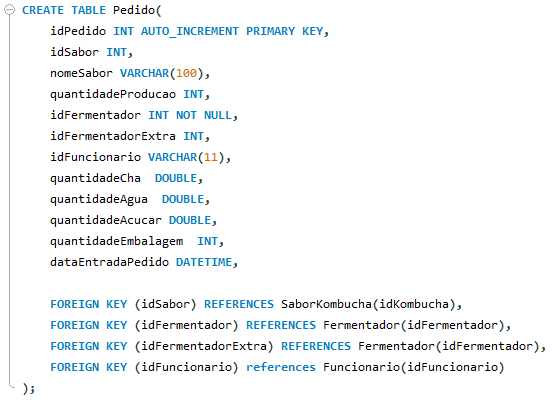 CREATE TABLE Pedido(
idPedido INT AUTO_INCREMENT PRIMARY KEY,
idSabor INT,
nomeSabor VARCHAR(100),
quantidadeProducao INT,
idFermentador INT NOT NULL,
idFermentadorExtra INT,
idFuncionario VARCHAR(11),
quantidadeCha  DOUBLE,
quantidadeAgua  DOUBLE,
quantidadeAcucar DOUBLE,
quantidadeEmbalagem  INT,
dataEntradaPedido DATETIME,
FOREIGN KEY (idSabor) REFERENCES SaborKombucha(idKombucha),
FOREIGN KEY (idFermentador) REFERENCES Fermentador(idFermentador),
FOREIGN KEY (idFermentadorExtra) REFERENCES Fermentador(idFermentador),
FOREIGN KEY (idFuncionario) references Funcionario(idFuncionario)
);